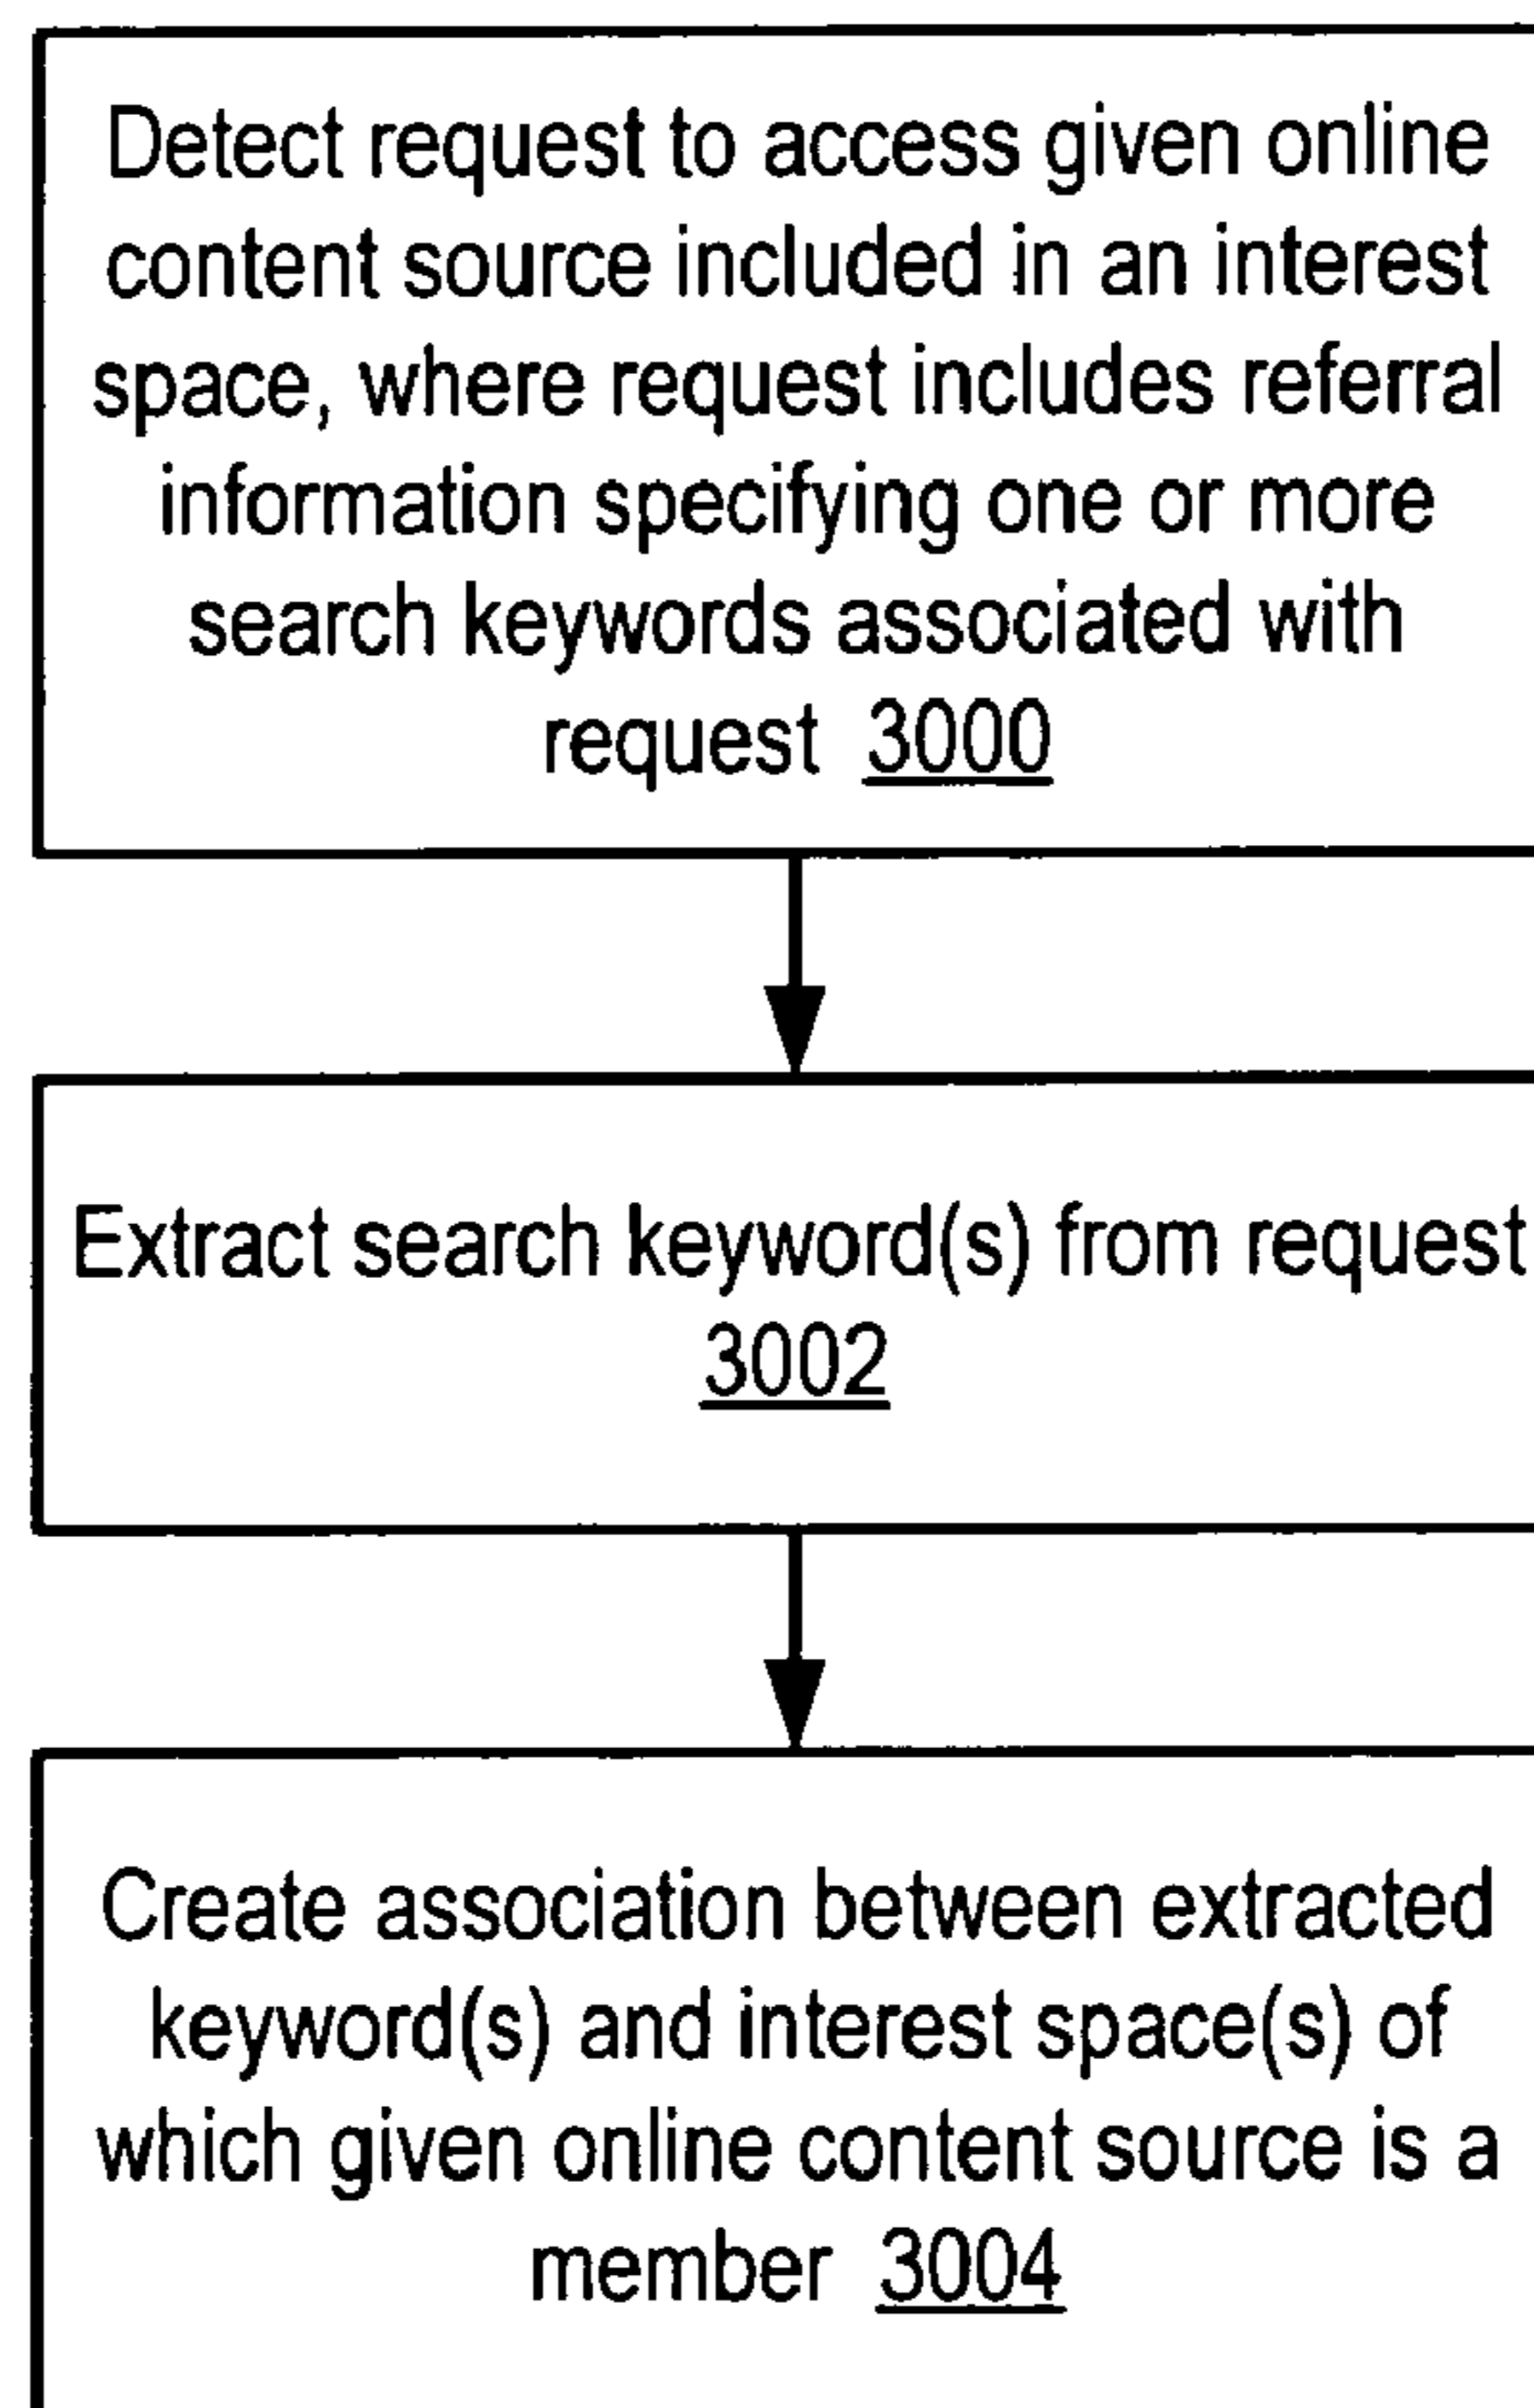 Detect request to access given online
content source included in an interest
space, where request includes referral
information specifying one or more
search keywords associated with
request 3000
Extract search keyword(s) from request
3002
Create association between extracted
keyword(s) and interest space(s) of
which given online content source is a
member 3004